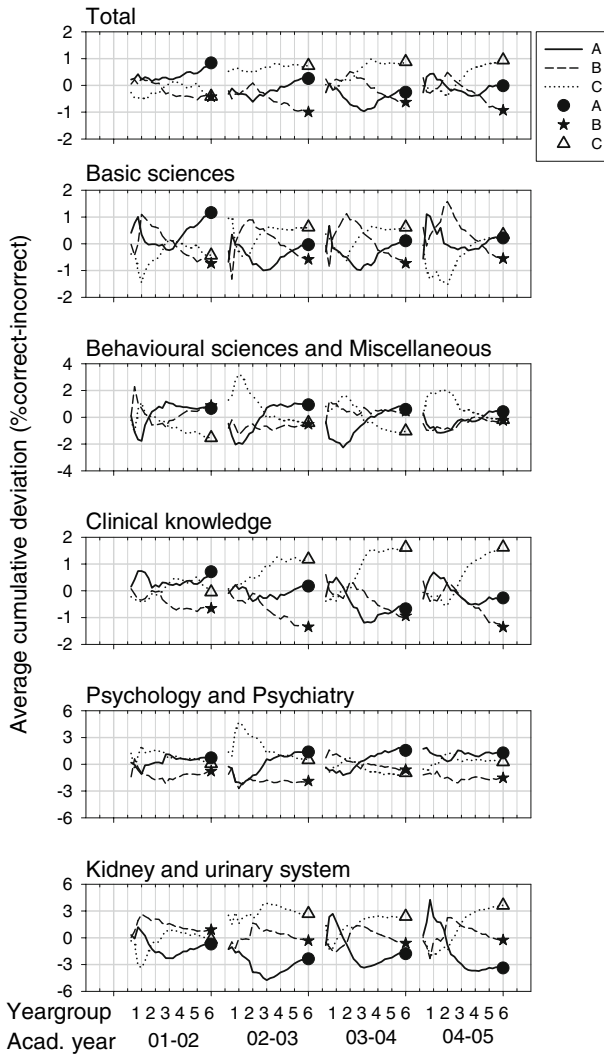 Total
2
1
0
-1
-2
A
B
C
A
B
C
Basic sciences
2
1
0
-1
-2
Average cumulative deviation (%correct-incorrect)
Behavioural sciences and Miscellaneous
4
2
0
-2
-4
Clinical knowledge
2
1
0
-1
-2
Psychology and Psychiatry
6
3
0
-3
-6
Kidney and urinary system
6
3
0
-3
-6
Yeargroup 1 2 3 4 5 6 1 2 3 4 5 6 1 2 3 4 5 6 1 2 3 4 5 6
Acad. year 01-02 02-03 03-04 04-05